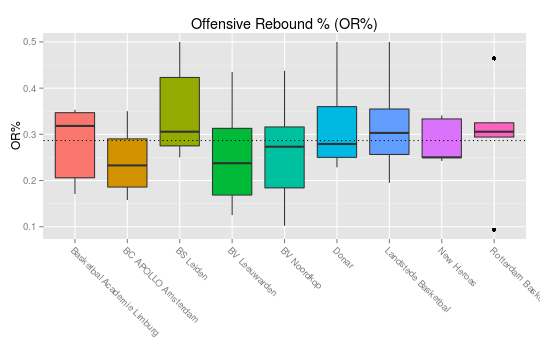 Offensive Rebound % (OR%)
OR%
0.5
0.4
0.3
0.2
0.1
Basketbal Academie Limburg
BC APOLLO Amsterdam
BS Leiden
BV Leeuwarden
BV Noordkop
Donar
Landstede Basketbal
New Heroes
Rotterdam Bask